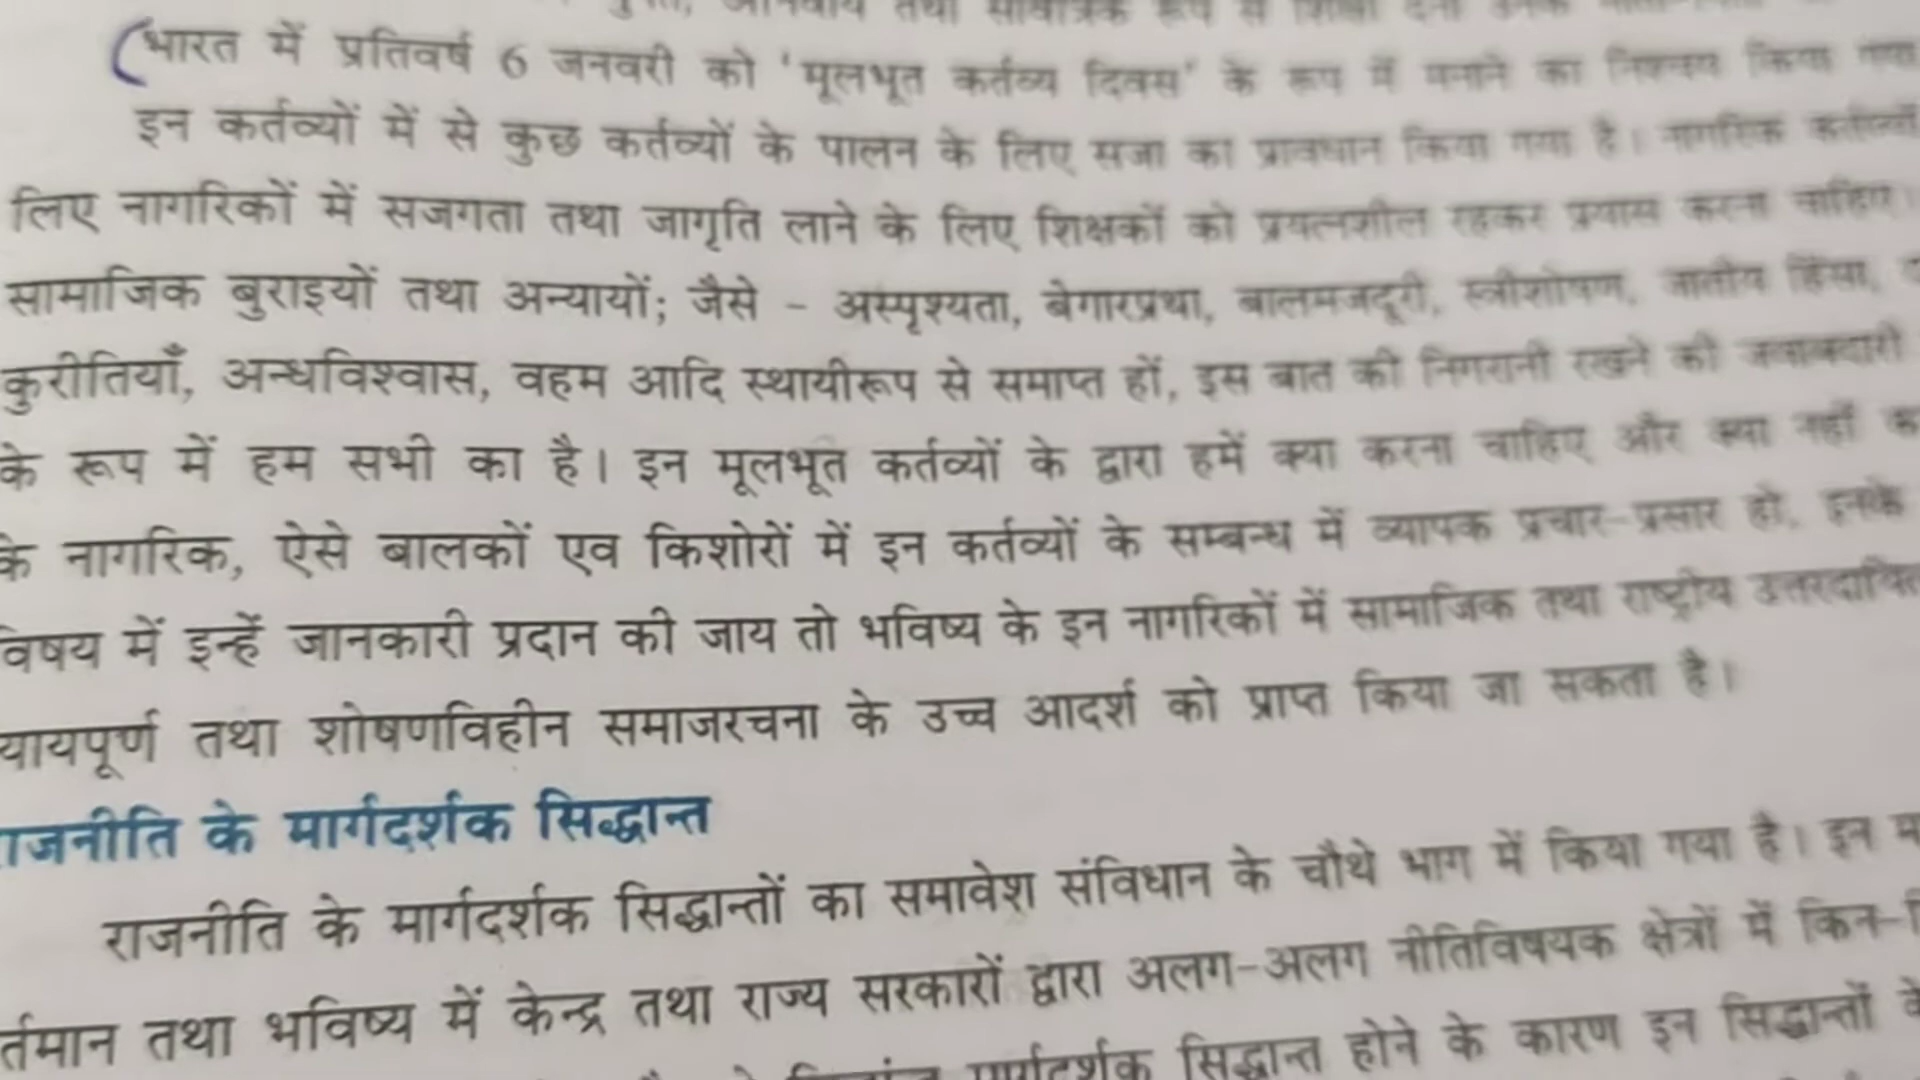 भारत में प्रतिवर्ष 6 जनवरी को 'मूलभूत कर्तव्य दिवस' के रूप में मनाने का निश्चय किया गया
इन कर्तव्यों में से कुछ कर्तव्यों के पालन के लिए सजा का प्रावधान किया गया है। नागरिक कर्तव्यों
लिए नागरिकों में सजगता तथा जागृति लाने के लिए शिक्षकों को प्रयत्नशील रहकर प्रयास करना चाहिए।
सामाजिक बुराइयों तथा अन्यायों; जैसे - अस्पृश्यता, बेगारप्रथा, बालमजदूरी, स्त्रीशोषण, जातीय हिंसा,
कुरीतियाँ, अन्धविश्वास, वहम आदि स्थायीरूप से समाप्त हों, इस बात की निगरानी रखने की जवाबदारी
के रूप में हम सभी का है। इन मूलभूत कर्तव्यों के द्वारा हमें क्या करना चाहिए और क्या नहीं
के नागरिक, ऐसे बालकों एव किशोरों में इन कर्तव्यों के सम्बन्ध में व्यापक प्रचार-प्रसार हो, इनके
विषय में इन्हें जानकारी प्रदान की जाय तो भविष्य के इन नागरिकों में सामाजिक तथा राष्ट्रीय
यायपूर्ण तथा शोषणविहीन समाजरचना के उच्च आदर्श को प्राप्त किया जा सकता है।
ाजनीति के मार्गदर्शक सिद्धान्त
राजनीति के मार्गदर्शक सिद्धान्तों का समावेश संविधान के चौथे भाग में किया गया है। इन
र्तमान तथा भविष्य में केन्द्र तथा राज्य सरकारों द्वारा अलग-अलग नीतिविषयक क्षेत्रों में किन-
मार्गदर्शक सिद्धान्त होने के कारण इन सिद्धान्तों के